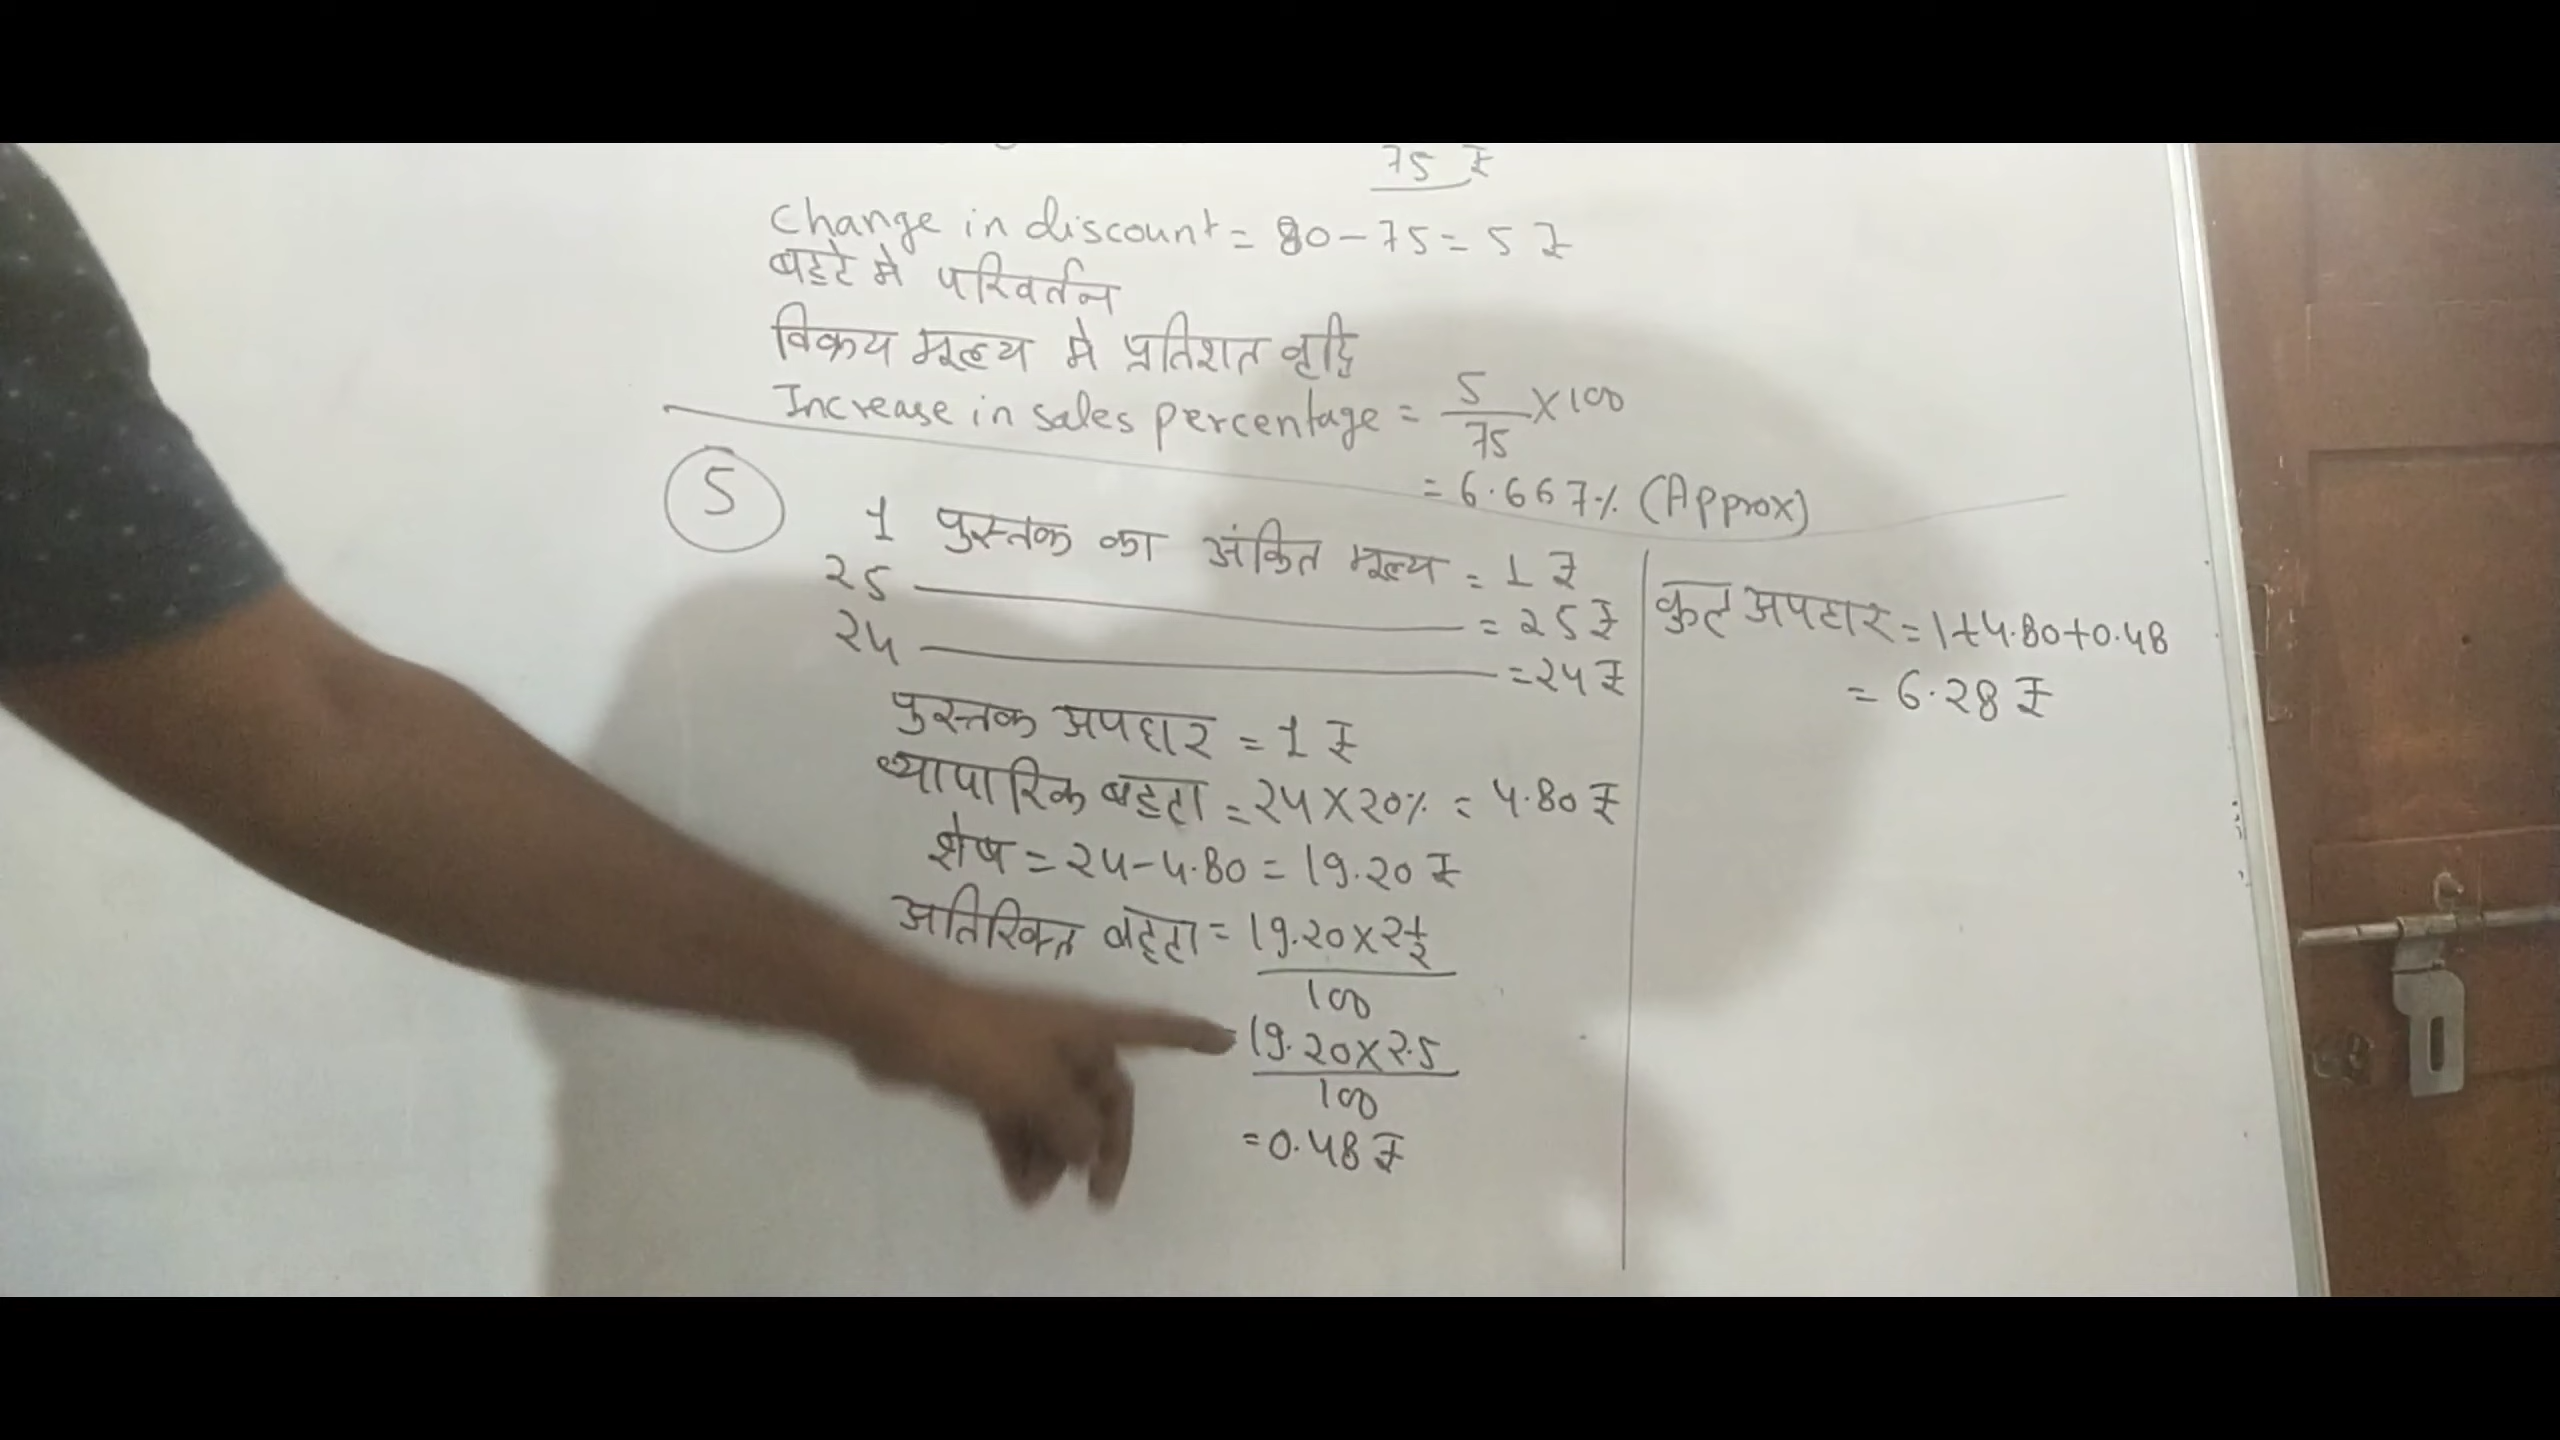 75 ₹
Change in discount = 80 - 75 = 5 ₹
बट्टे मे परिवर्तन
विक्रय मूल्य मे प्रतिशत वृद्धि
Increase in sales percentage = 5/75 × 100
= 6.667% (Approx)
5
1 पुस्तक का अंकित मूल्य = 1 ₹
25 ——— = 25 ₹
24 ——— = 24 ₹
पुस्तक अपहार = 1 ₹
व्यापारिक बट्टा = 24 × 20% = 4.80 ₹
शेष = 24 - 4.80 = 19.20 ₹
अतिरिक्त बट्टा = 19.20 × 2 1/2
100
= 19.20 × 2.5
100
= 0.48 ₹
कुल अपहार = 1 + 4.80 + 0.48
= 6.28 ₹